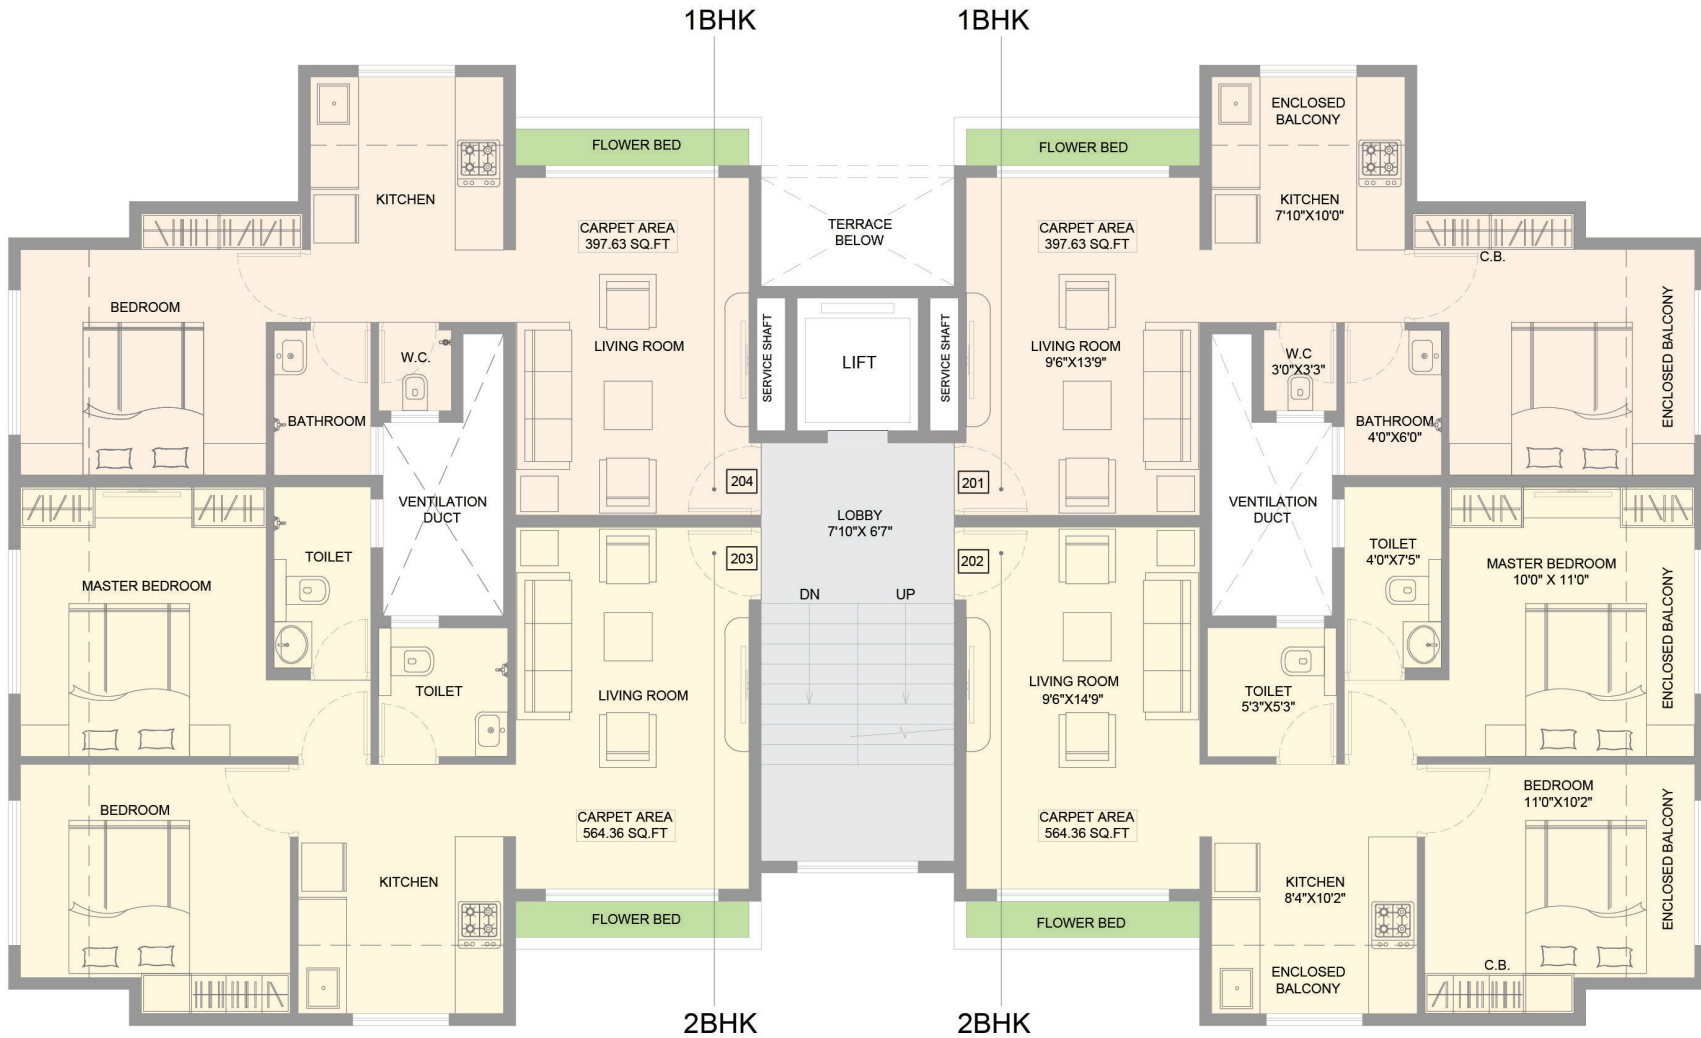 1BHK
1BHK
FLOWER BED
KITCHEN
CARPET AREA
397.63 SQ.FT
BEDROOM
LIVING ROOM
W.C.
BATHROOM
VENTILATION
DUCT
204
TERRACE
BELOW
SERVICE SHAFT
LIFT
SERVICE SHAFT
LOBBY
7'10"X 6'7"
DN
UP
FLOWER BED
ENCLOSED
BALCONY
KITCHEN
7'10"X10'0"
CARPET AREA
397.63 SQ.FT
C.B.
ENCLOSED BALCONY
LIVING ROOM
9'6"X13'9"
W.C
3'0"X3'3"
BATHROOM
4'0"X6'0"
VENTILATION
DUCT
201
203
TOILET
MASTER BEDROOM
TOILET
LIVING ROOM
BEDROOM
CARPET AREA
564.36 SQ.FT
KITCHEN
FLOWER BED
202
TOILET
4'0"X7'5"
MASTER BEDROOM
10'0" X 11'0"
ENCLOSED BALCONY
LIVING ROOM
9'6"X14'9"
TOILET
5'3"X5'3"
BEDROOM
11'0"X10'2"
ENCLOSED BALCONY
CARPET AREA
564.36 SQ.FT
KITCHEN
8'4"X10'2"
FLOWER BED
ENCLOSED
BALCONY
C.B.
2BHK
2BHK